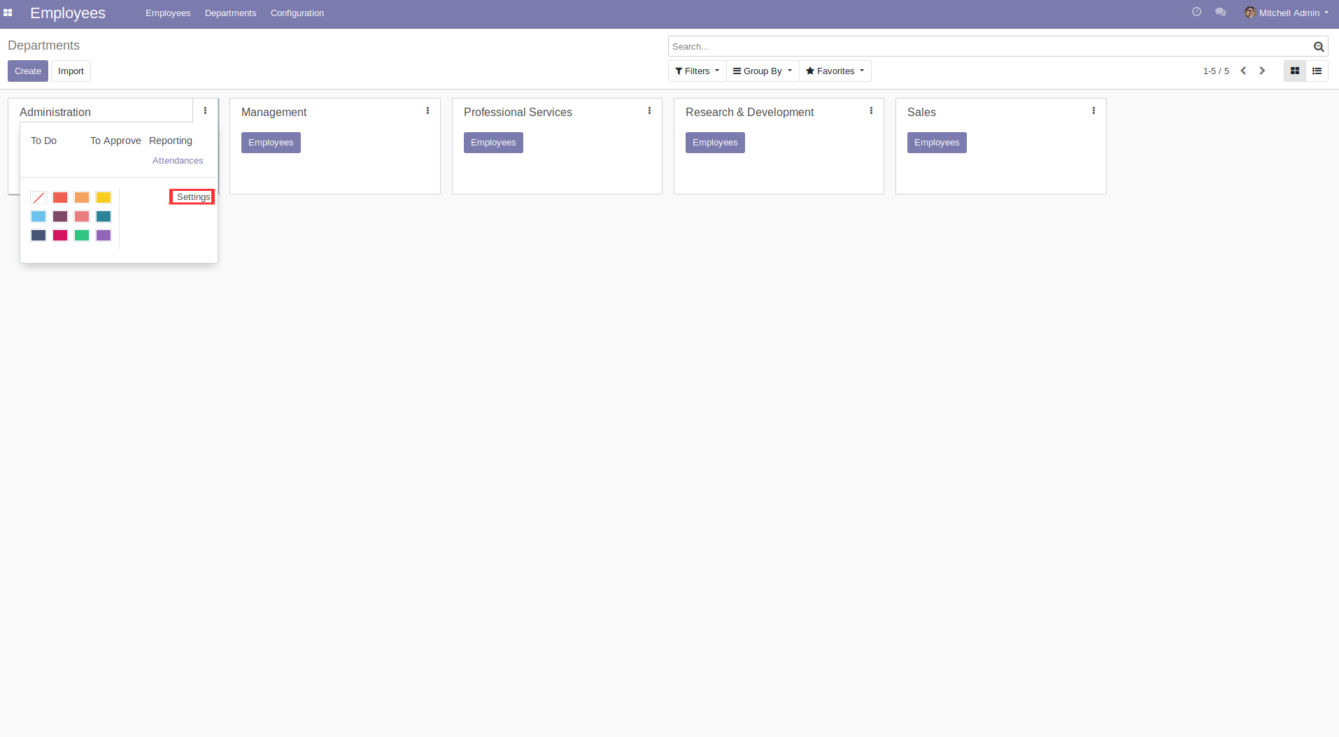 Employees Employees Departments Configuration Mitchell Admin
Departments
Search...
Create Import Filters Group By Favorites 1-5 / 5
Administration Management Professional Services Research & Development Sales
To Do To Approve Reporting
Employees Employees Employees Employees
Attendances
Settings